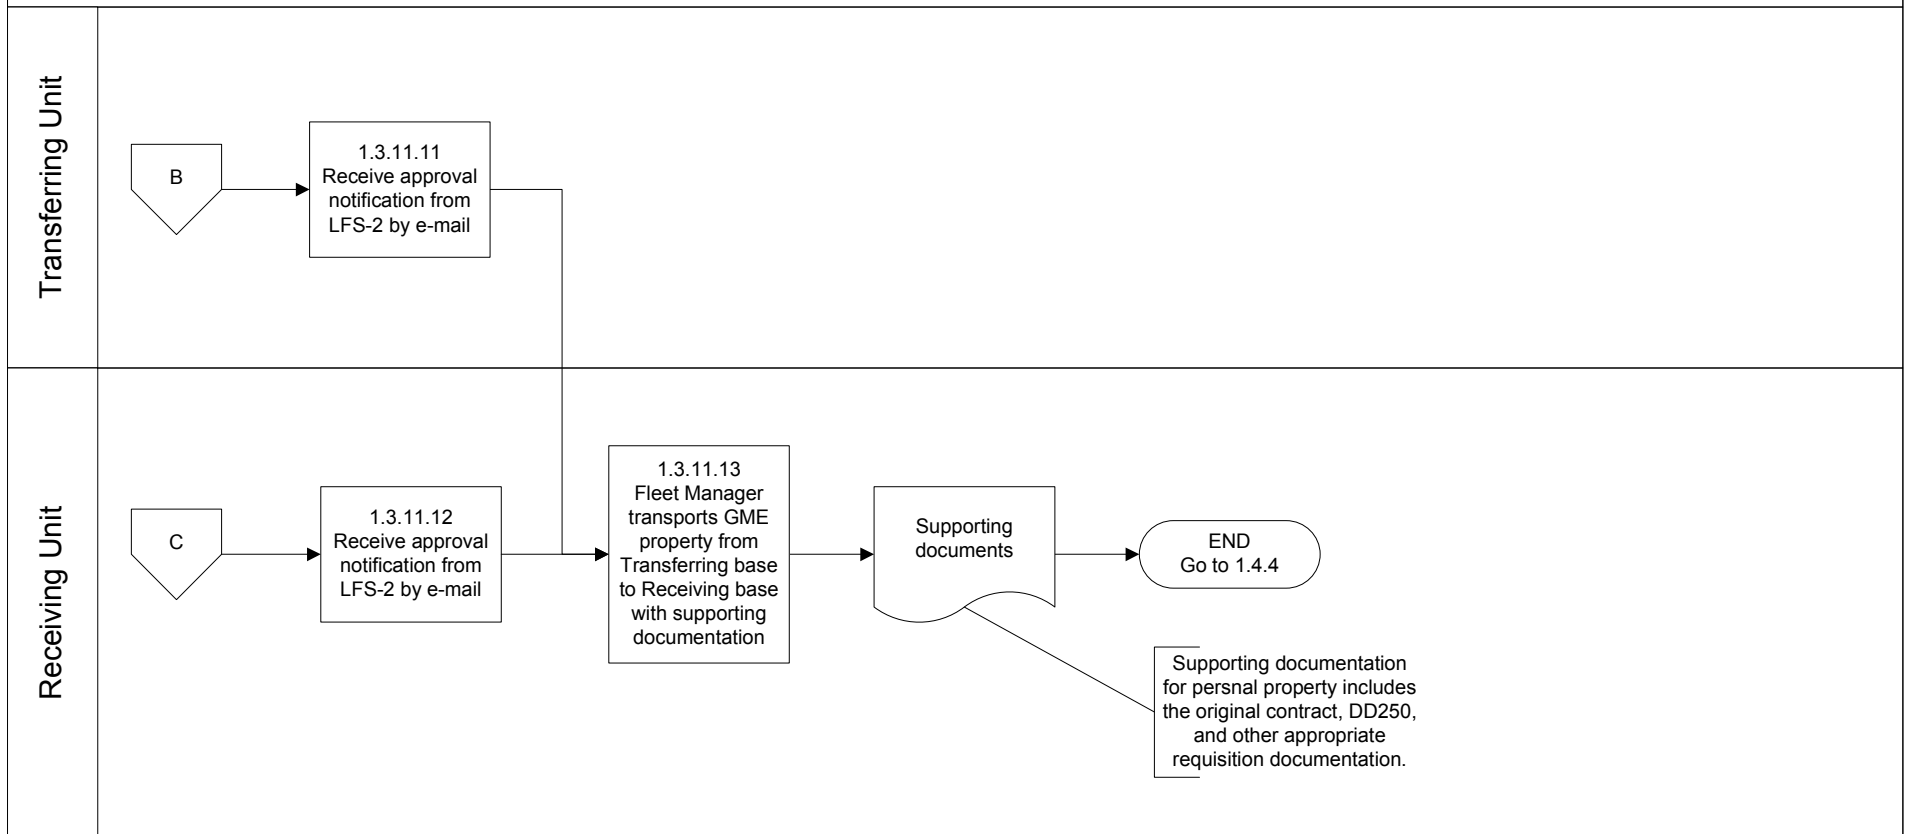 Transferring Unit
B
1.3.11.11
Receive approval
notification from
LFS-2 by e-mail
Receiving Unit
C
1.3.11.12
Receive approval
notification from
LFS-2 by e-mail
1.3.11.13
Fleet Manager
transports GME
property from
Transferring base
to Receiving base
with supporting
documentation
Supporting
documents
END
Go to 1.4.4
Supporting documentation
for persnal property includes
the original contract, DD250,
and other appropriate
requisition documentation.